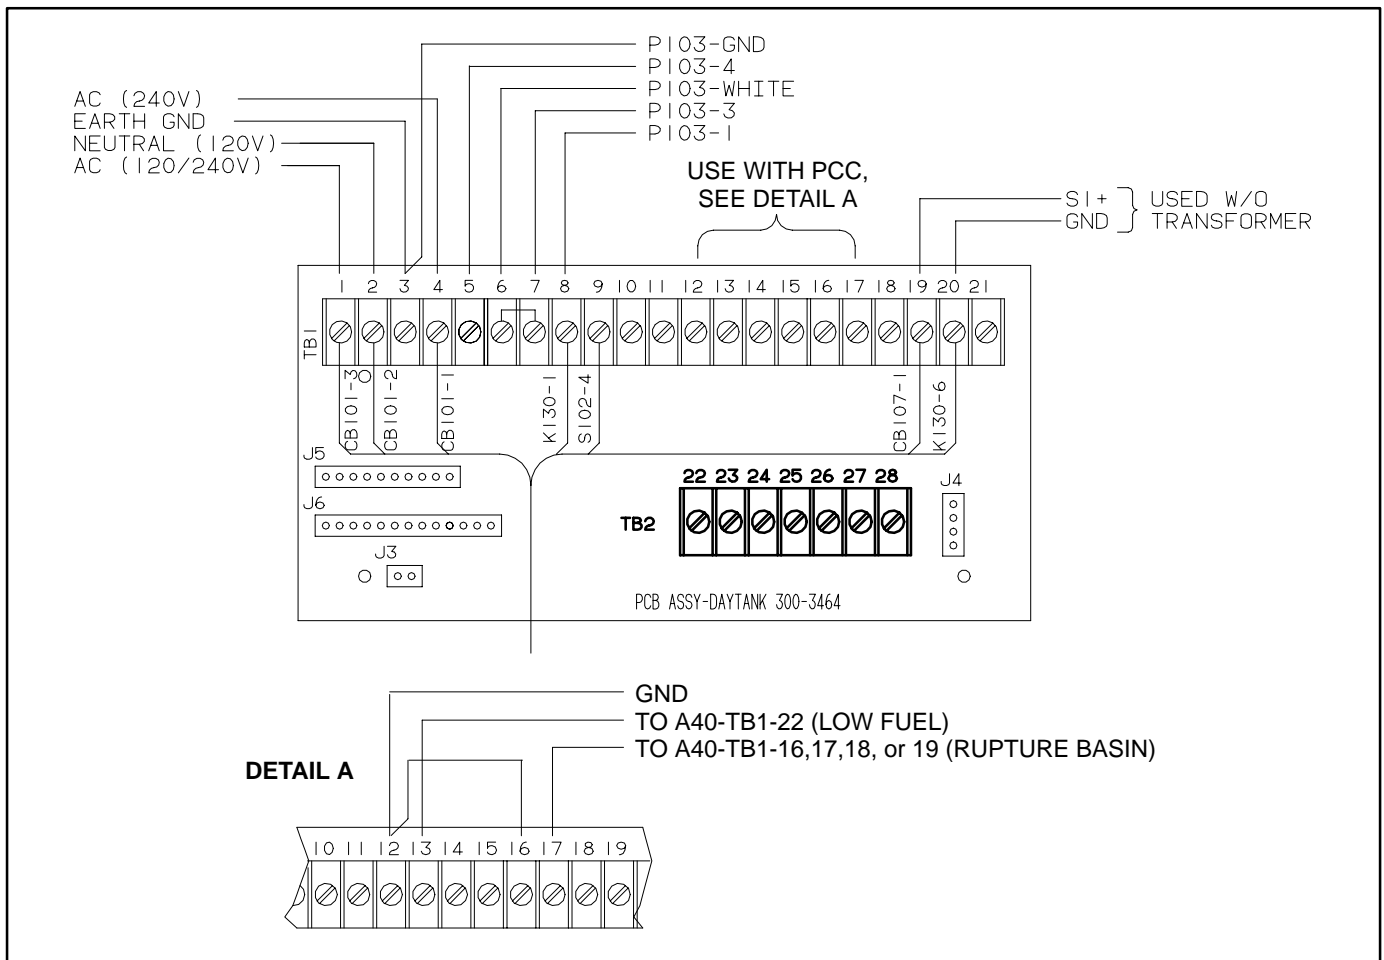 PI03-GND
PI03-4
PI03-WHITE
PI03-3
PI03-1
AC (240V)
EARTH GND
NEUTRAL (120V)
AC (120/240V)
USE WITH PCC,
SEE DETAIL A
S1+
GND
USED W/O
TRANSFORMER
1 2 3 4 5 6 7 8 9 10 11 12 13 14 15 16 17 18 19 20 21
TB1
CB101-3
CB101-2
CB101-1
K130-1
S102-4
CB107-1
K130-6
J5
J6
J3
22 23 24 25 26 27 28
TB2
J4
PCB ASSY-DAYTANK 300-3464
GND
TO A40-TB1-22 (LOW FUEL)
TO A40-TB1-16,17,18, or 19 (RUPTURE BASIN)
DETAIL A
10 11 12 13 14 15 16 17 18 19